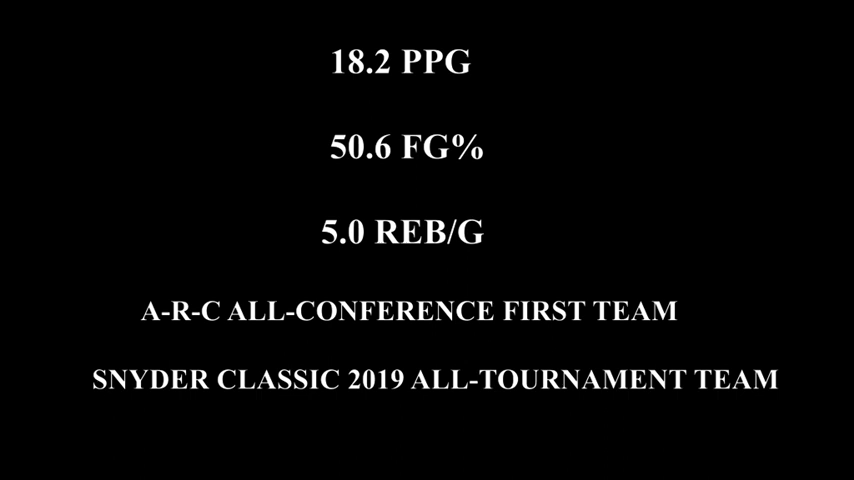 18.2 PPG
50.6 FG%
5.0 REB/G
A-R-C ALL-CONFERENCE FIRST TEAM
SNYDER CLASSIC 2019 ALL-TOURNAMENT TEAM